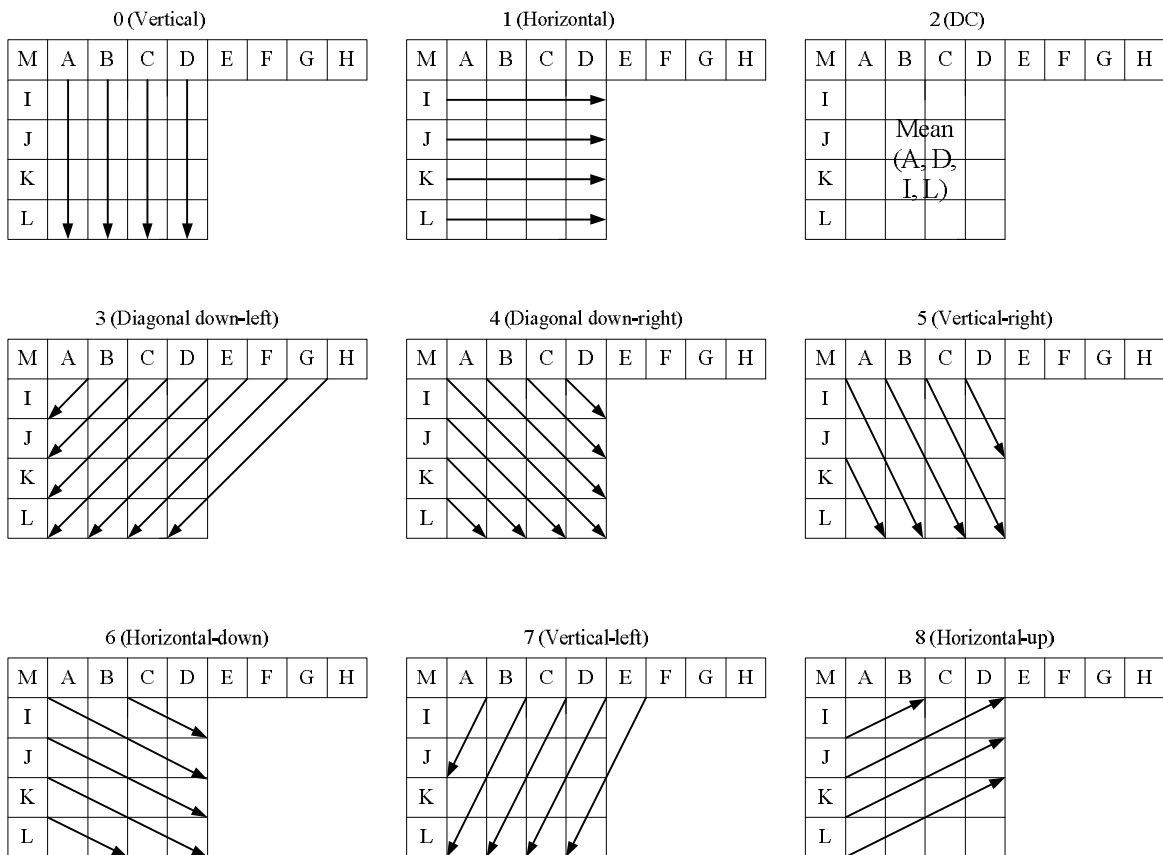 0 (Vertical) 1 (Horizontal) 2 (DC)
M A B C D E F G H M A B C D E F G H M A B C D E F G H
I I I
J J J Mean
K K K (A, D,
L L L I, L)
3 (Diagonal down-left) 4 (Diagonal down-right) 5 (Vertical-right)
M A B C D E F G H M A B C D E F G H M A B C D E F G H
I I I
J J J
K K K
L L L
6 (Horizontal-down) 7 (Vertical-left) 8 (Horizontal-up)
M A B C D E F G H M A B C D E F G H M A B C D E F G H
I I I
J J J
K K K
L L L